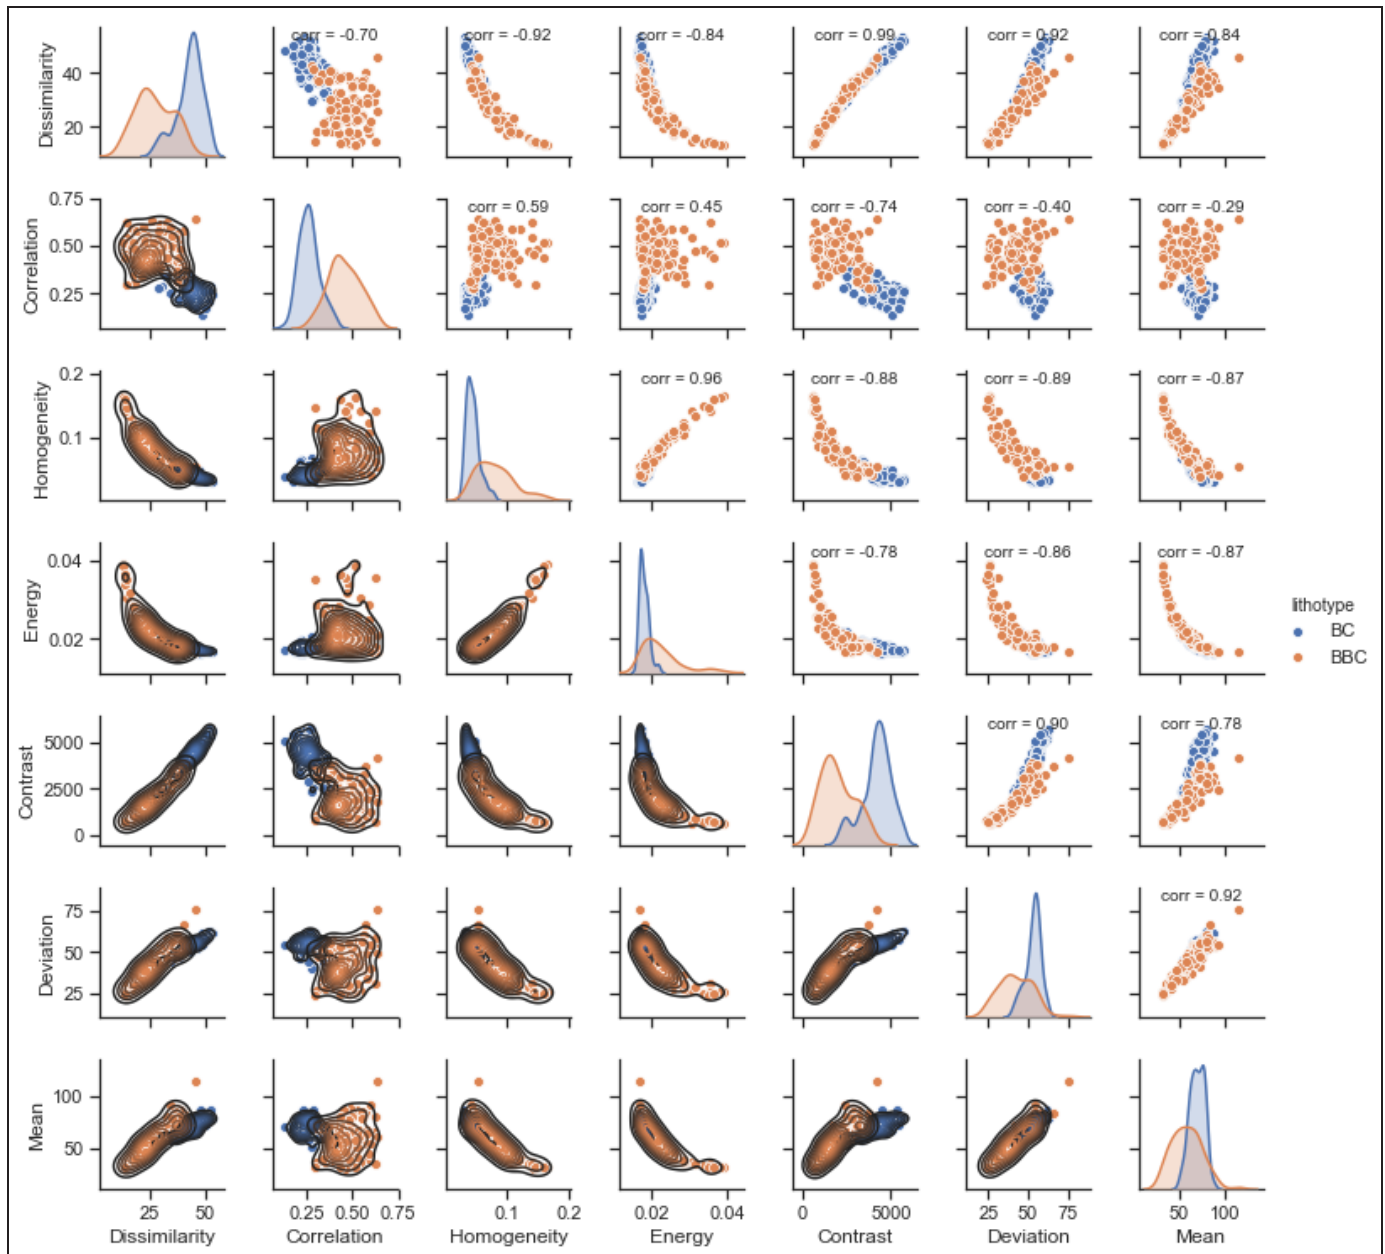 corr = -0.70
corr = -0.92
corr = -0.84
corr = 0.99
corr = 0.92
corr = 0.84
Dissimilarity
40
20
corr = 0.59
corr = 0.45
corr = -0.74
corr = -0.40
corr = -0.29
Correlation
0.75
0.50
0.25
corr = 0.96
corr = -0.88
corr = -0.89
corr = -0.87
Homogeneity
0.2
0.1
corr = -0.78
corr = -0.86
corr = -0.87
Energy
0.04
0.02
lithotype
BC
BBC
corr = 0.90
corr = 0.78
Contrast
5000
2500
0
corr = 0.92
Deviation
75
50
25
Mean
100
50
25 50 0.25 0.50 0.75 0.1 0.2 0.02 0.04 0 5000 25 50 75 50 100
Dissimilarity Correlation Homogeneity Energy Contrast Deviation Mean